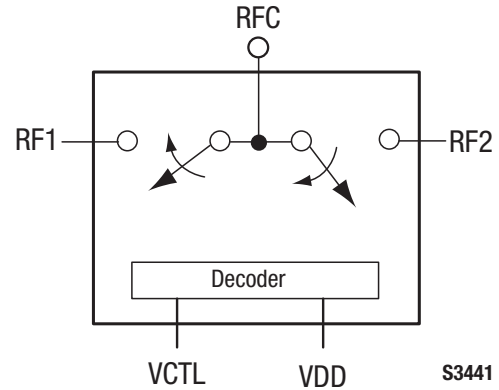 RFC
RF1
RF2
Decoder
VCTL
VDD
S3441